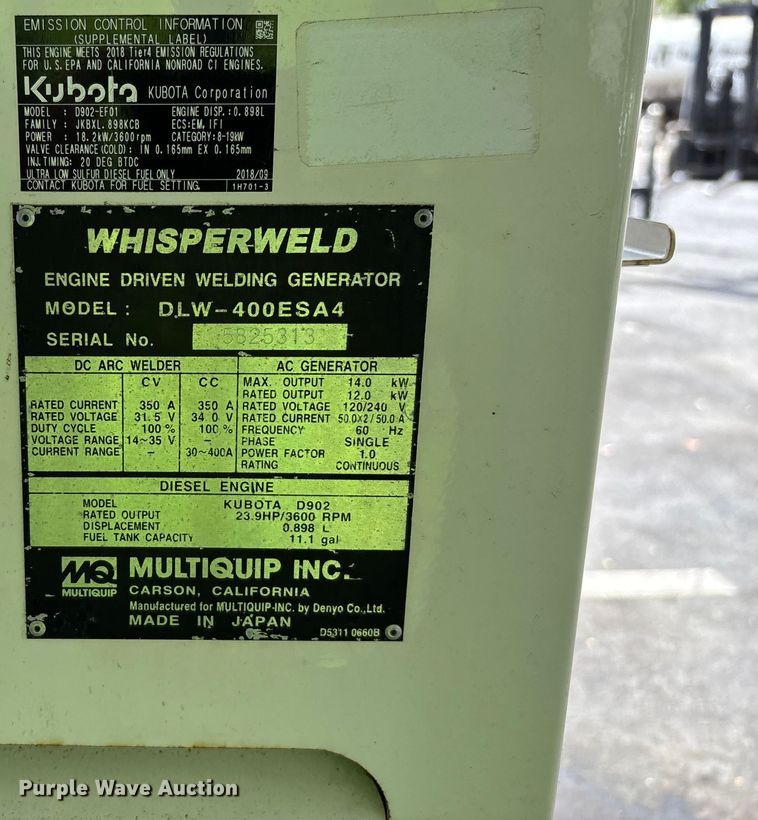 EMISSION CONTROL INFORMATION
(SUPPLEMENTAL LABEL)
THIS ENGINE MEETS 2018 Tier4 EMISSION REGULATIONS
FOR U.S.EPA AND CALIFORNIA NONROAD CI ENGINES.
Kubota KUBOTA Corporation
MODEL : D902-EF01 ENGINE DISP.:0.898L
FAMILY : JKBXL.898KCB ECS:EM,IFI
POWER : 18.2kW/3600rpm CATEGORY:8-19kW
VALVE CLEARANCE(COLD): IN 0.165mm EX 0.165mm
INJ.TIMING: 20 DEG BTDC
ULTRA LOW SULFUR DIESEL FUEL ONLY 2018/09
CONTACT KUBOTA FOR FUEL SETTING 1H701-3
WHISPERWELD
ENGINE DRIVEN WELDING GENERATOR
MODEL : DLW-400ESA4
SERIAL No. 5825313
DC ARC WELDER AC GENERATOR
CV CC MAX. OUTPUT 14.0 kW
RATED OUTPUT 12.0 kW
RATED CURRENT 350 A 350 A RATED VOLTAGE 120/240 V
RATED VOLTAGE 31.5 V 34.0 V RATED CURRENT 50.0X2/50.0 A
DUTY CYCLE 100 % 100 % FREQUENCY 60 Hz
VOLTAGE RANGE 14~35 V – PHASE SINGLE
CURRENT RANGE – 30~400A POWER FACTOR 1.0
RATING CONTINUOUS
DIESEL ENGINE
MODEL KUBOTA D902
RATED OUTPUT 23.9HP/3600 RPM
DISPLACEMENT 0.898 L
FUEL TANK CAPACITY 11.1 gal
MQ MULTIQUIP INC.
MULTIQUIP CARSON, CALIFORNIA
Manufactured for MULTIQUIP-INC. by Denyo Co.,Ltd.
MADE IN JAPAN D5311 0660B
Purple Wave Auction